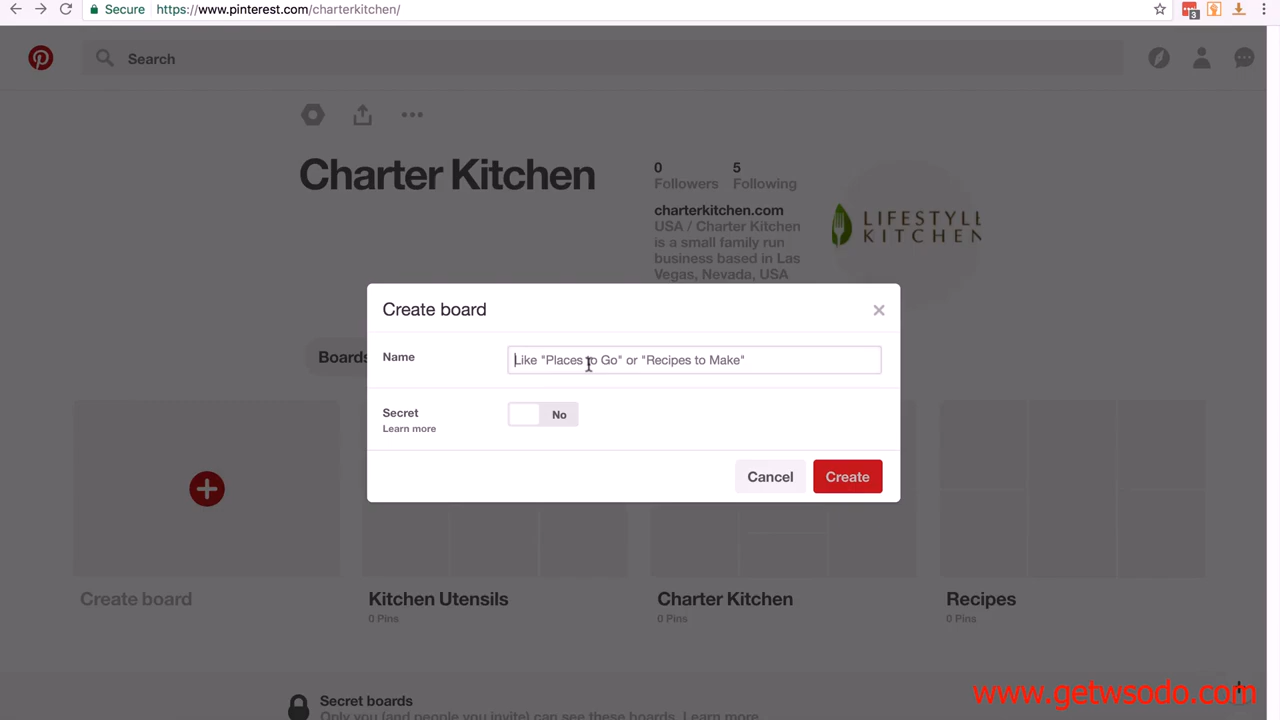 Secure
https://www.pinterest.com/charterkitchen/
3
Search
Charter Kitchen
0
Followers
5
Following
charterkitchen.com
USA / Charter Kitchen
is a small family run
business based in Las
Vegas, Nevada, USA
LIFESTYLE
KITCHEN
Create board
Name
Like "Places to Go" or "Recipes to Make"
Secret
Learn more
No
Cancel
Create
Boards
Create board
Kitchen Utensils
0 Pins
Charter Kitchen
0 Pins
Recipes
0 Pins
Secret boards
Only you (and people you invite) can see these boards. Learn more.
www.getwsodo.com